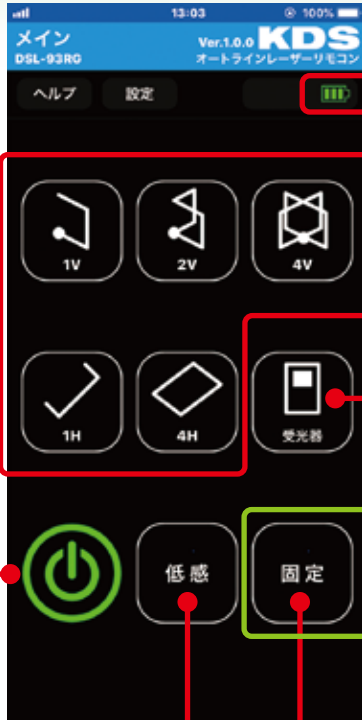 13:03 100%
メイン Ver.1.0.0 KDS
DSL-93RG オートラインレーザーリモコン
ヘルプ 設定
1V 2V 4V
1H 4H 受光器
低感 固定